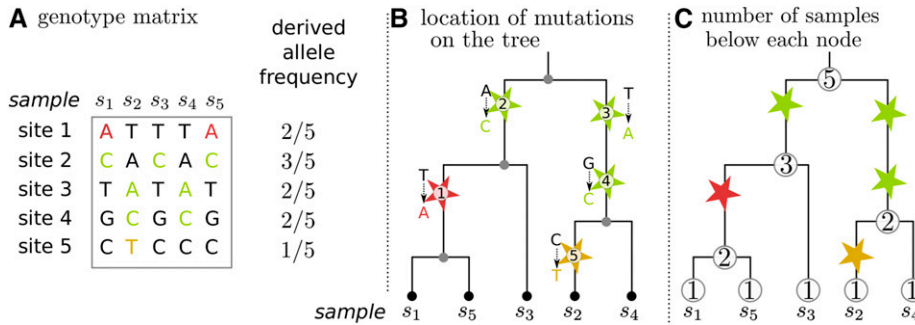 A genotype matrix
derived
allele
frequency
sample s1 s2 s3 s4 s5
site 1 A T T T A 2/5
site 2 C A C A C 3/5
site 3 T A T A T 2/5
site 4 G C G C G 2/5
site 5 C T C C C 1/5
B location of mutations
on the tree
A 2 C
T 3 A
G 4 C
T 1 A
C 5 T
sample s1 s5 s3 s2 s4
C number of samples
below each node
5
3
2
2
1 1 1 1 1
s1 s5 s3 s2 s4